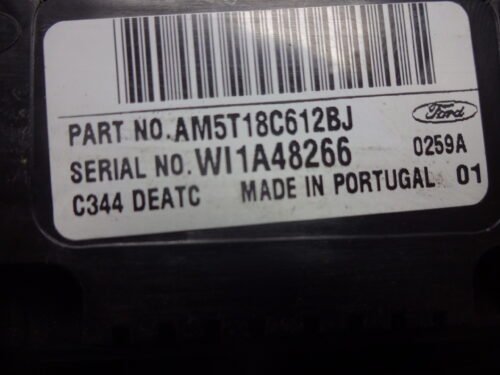 Ford
PART NO.AM5T18C612BJ
SERIAL NO.WI1A48266 0259A
C344 DEATC MADE IN PORTUGAL 01